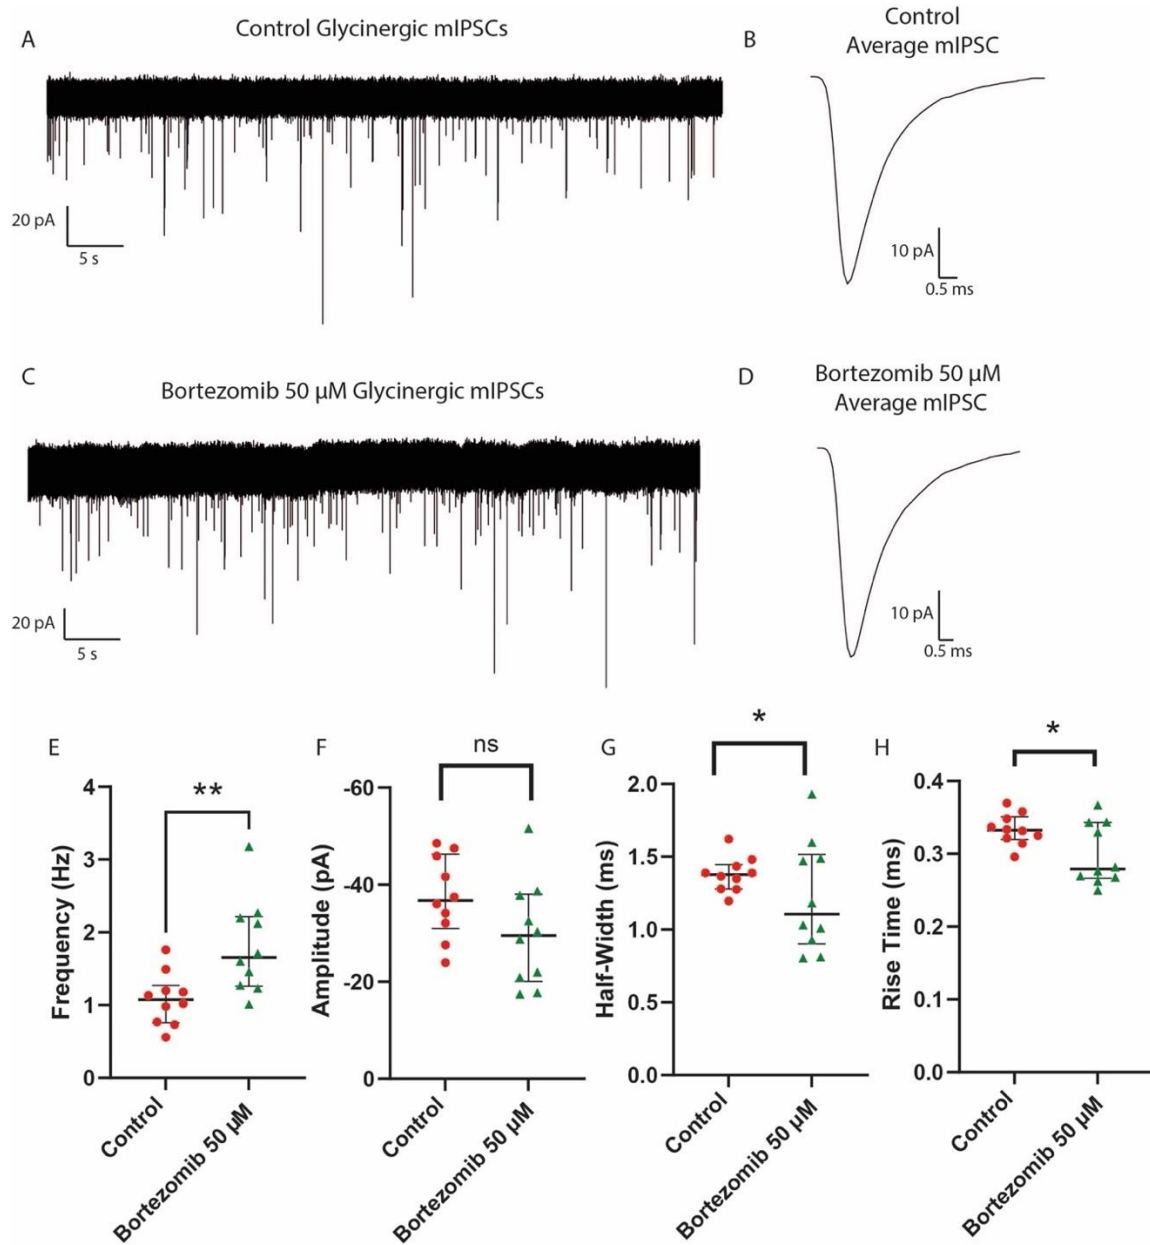 A
Control Glycinergic mIPSCs
20 pA
5 s
B
Control
Average mIPSC
10 pA
0.5 ms
C
Bortezomib 50 µM Glycinergic mIPSCs
20 pA
5 s
D
Bortezomib 50 µM
Average mIPSC
10 pA
0.5 ms
E
**
Frequency (Hz)
4
3
2
1
0
Control
Bortezomib 50 µM
F
ns
Amplitude (pA)
-60
-40
-20
0
Control
Bortezomib 50 µM
G
*
Half-Width (ms)
2.0
1.5
1.0
0.5
0.0
Control
Bortezomib 50 µM
H
*
Rise Time (ms)
0.4
0.3
0.2
0.1
0.0
Control
Bortezomib 50 µM